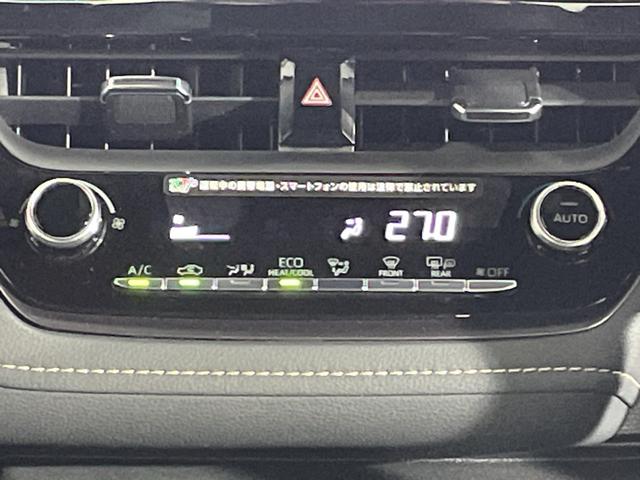 運転中の携帯電話・スマートフォンの使用は法律で禁止されています
27.0
AUTO
A/C
ECO
HEAT/COOL
FRONT
REAR
OFF